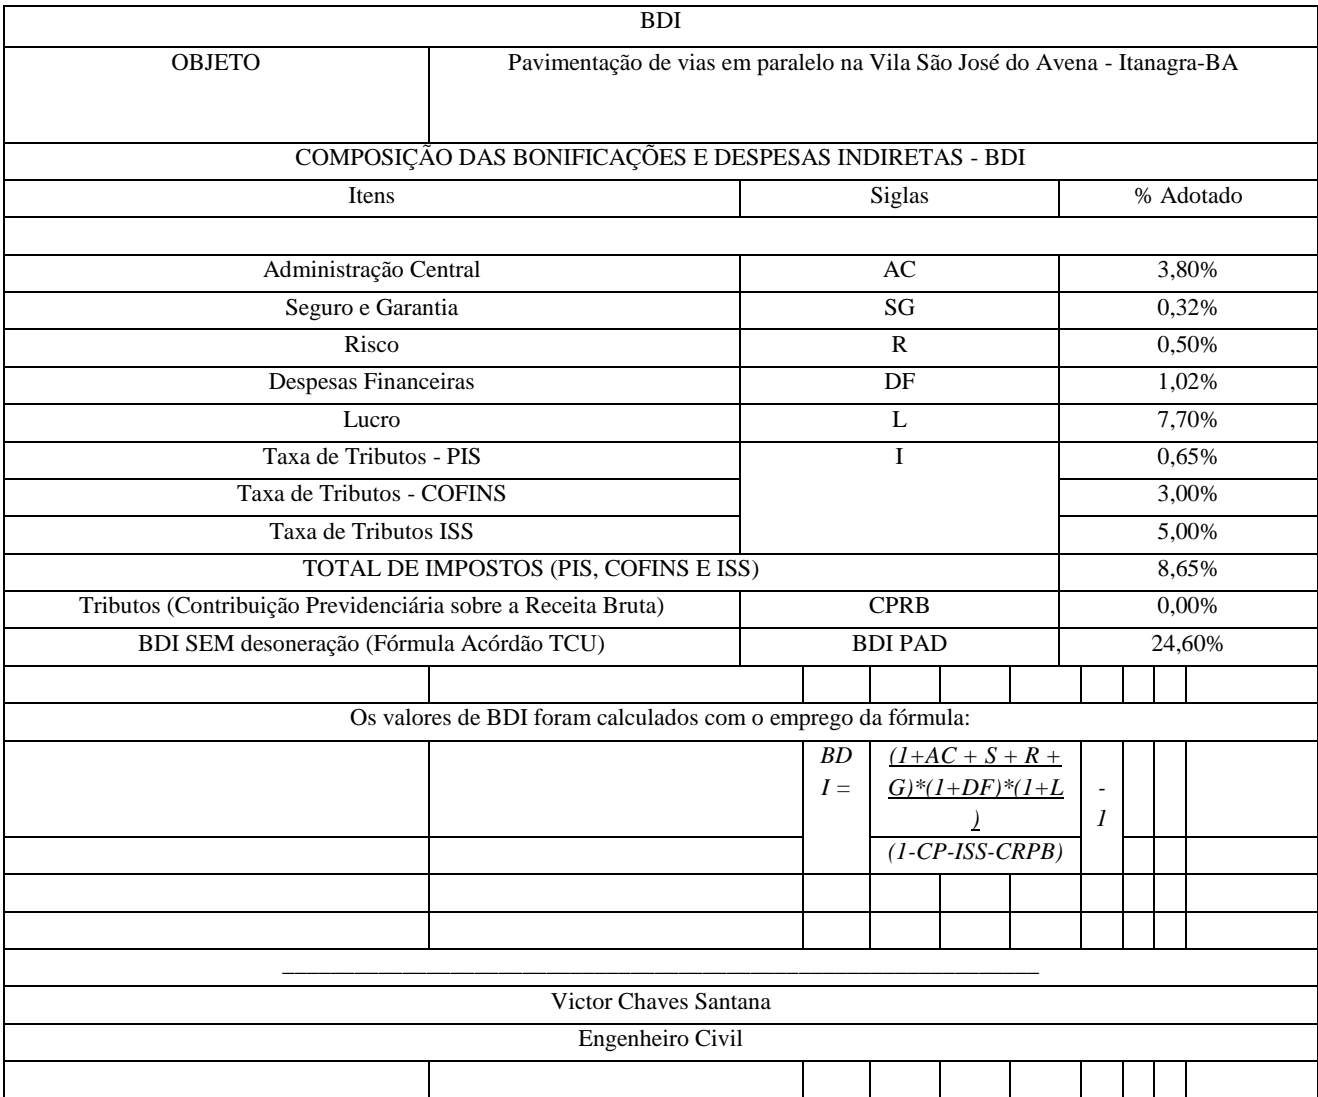 BDI
OBJETO Pavimentação de vias em paralelo na Vila São José do Avena - Itanagra-BA
COMPOSIÇÃO DAS BONIFICAÇÕES E DESPESAS INDIRETAS - BDI
Itens Siglas % Adotado
Administração Central AC 3,80%
Seguro e Garantia SG 0,32%
Risco R 0,50%
Despesas Financeiras DF 1,02%
Lucro L 7,70%
Taxa de Tributos - PIS I 0,65%
Taxa de Tributos - COFINS 3,00%
Taxa de Tributos ISS 5,00%
TOTAL DE IMPOSTOS (PIS, COFINS E ISS) 8,65%
Tributos (Contribuição Previdenciária sobre a Receita Bruta) CPRB 0,00%
BDI SEM desoneração (Fórmula Acórdão TCU) BDI PAD 24,60%
Os valores de BDI foram calculados com o emprego da fórmula:
BD
I =
(1+AC + S + R +
G)*(1+DF)*(1+L
)
(1-CP-ISS-CRPB)
-
1
Victor Chaves Santana
Engenheiro Civil